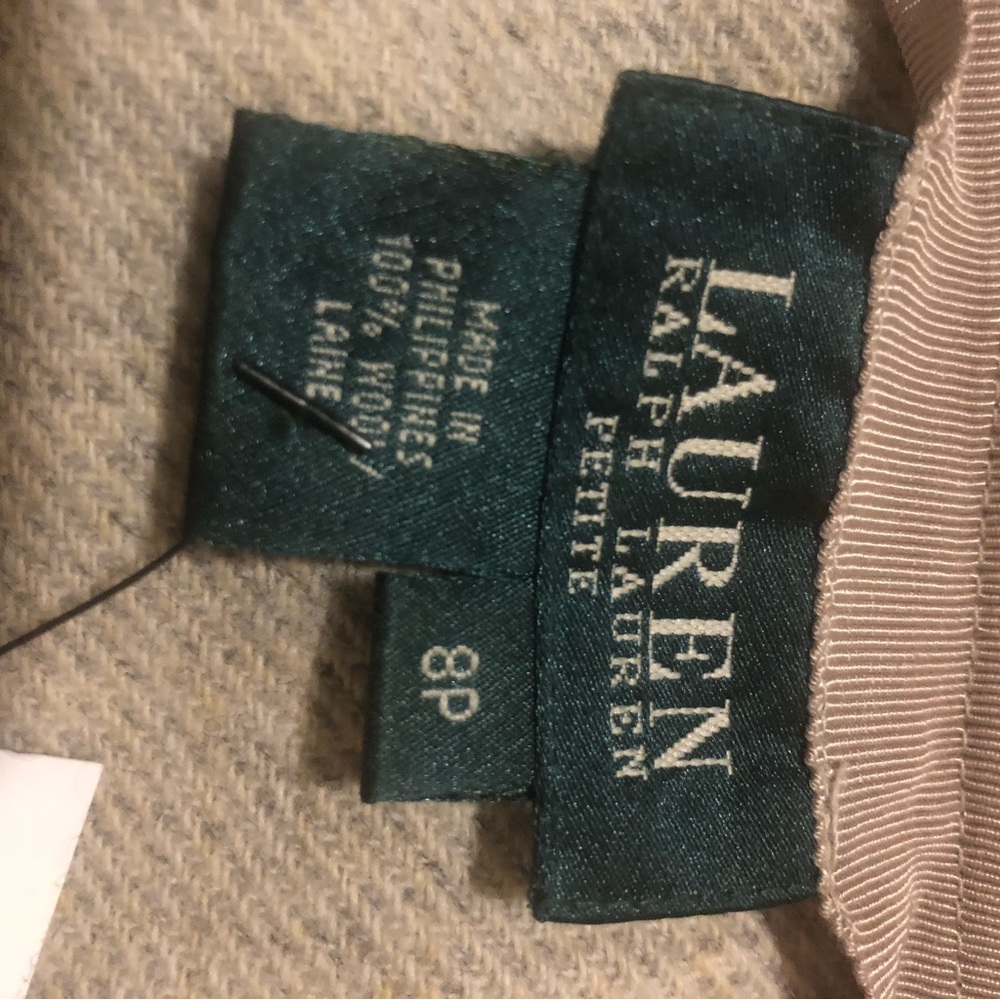 LAUREN
RALPH LAUREN
PETITE
MADE IN
PHILIPPINES
100% WOOL/
LAINE
8P